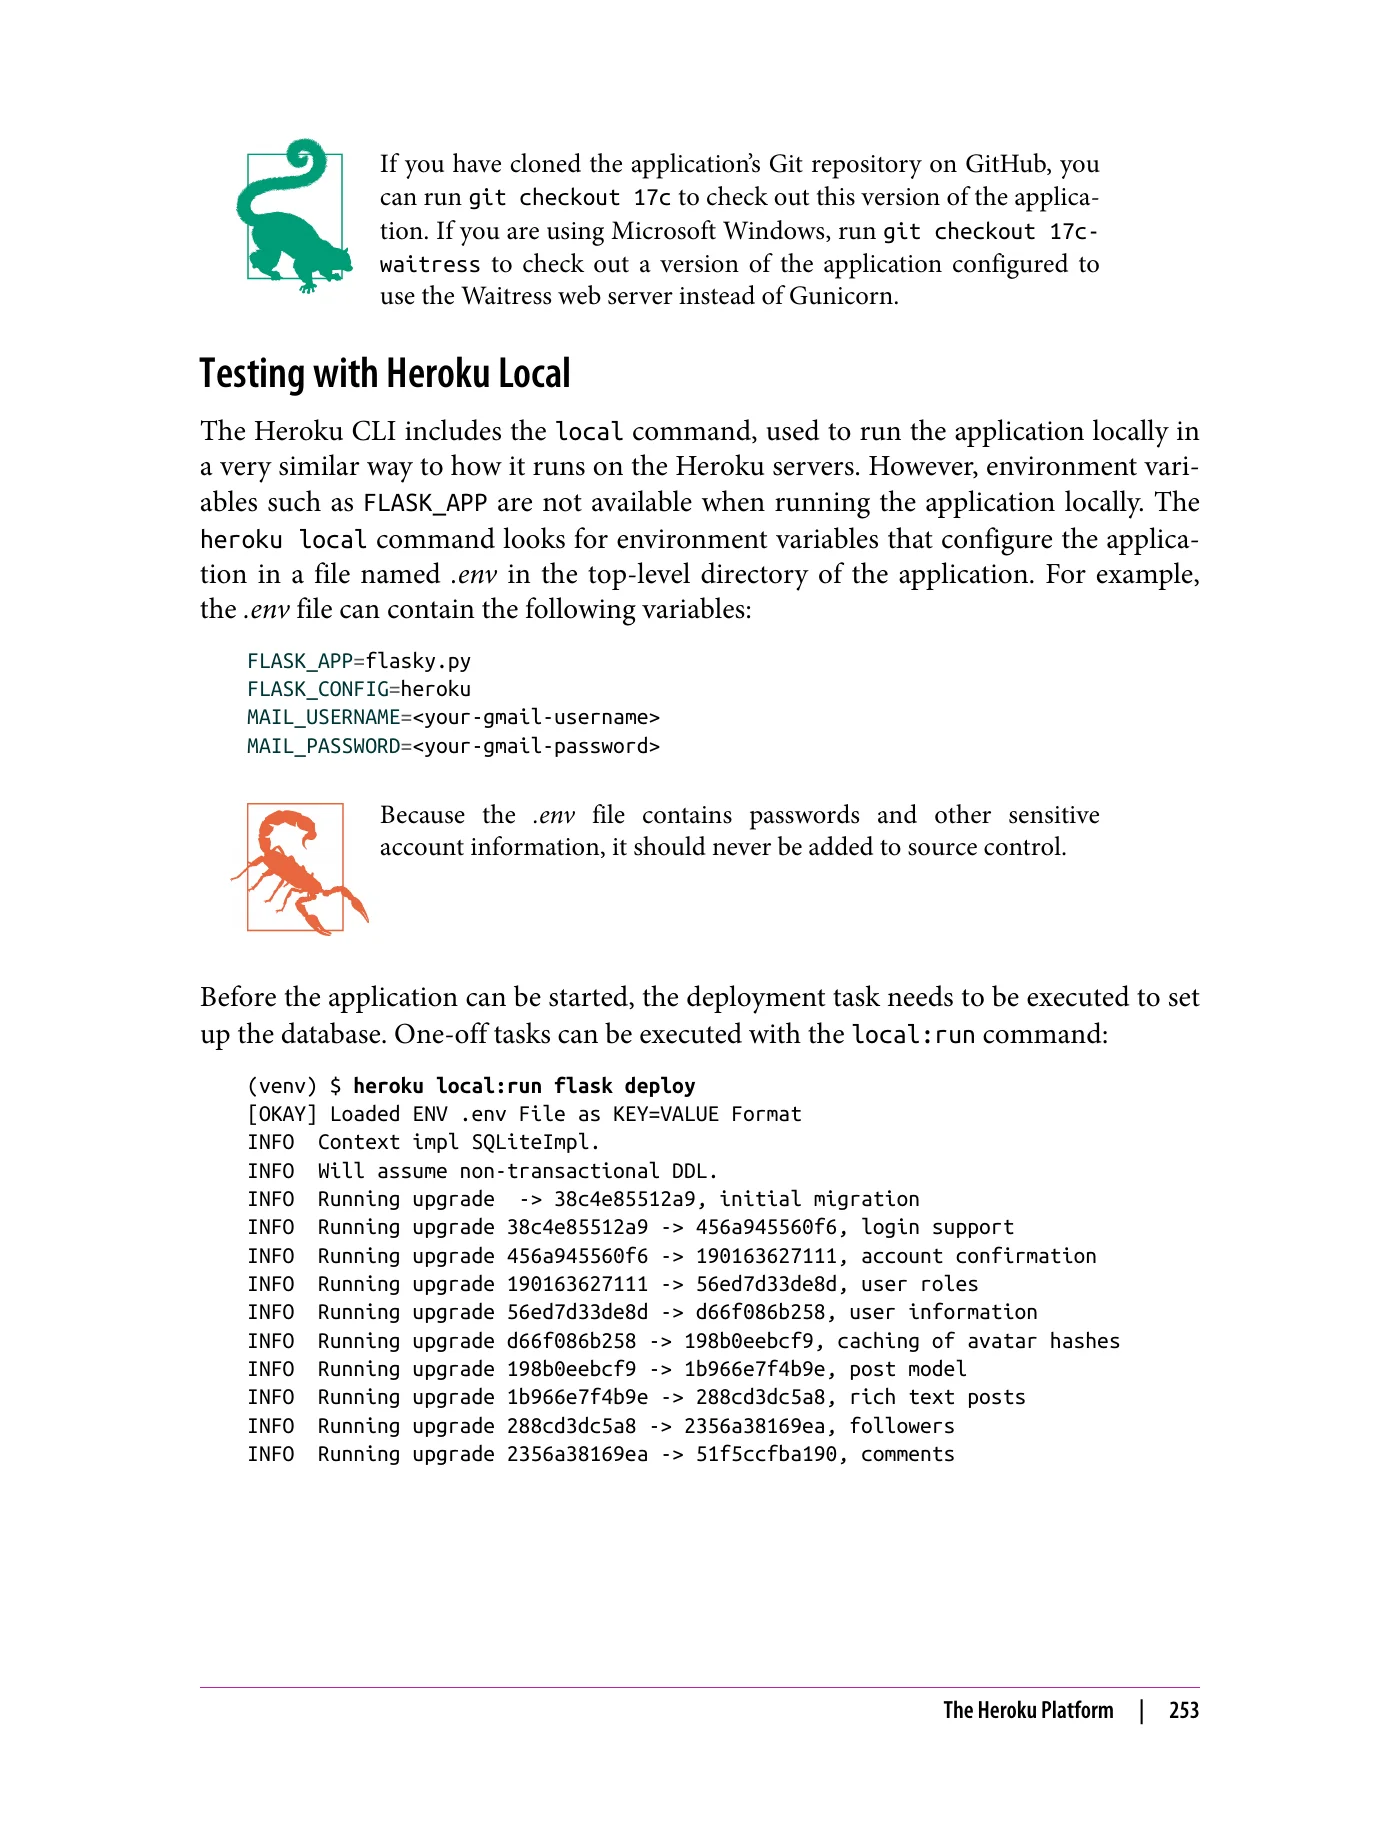 If you have cloned the application’s Git repository on GitHub, you
can run git checkout 17c to check out this version of the applica-
tion. If you are using Microsoft Windows, run git checkout 17c-
waitress to check out a version of the application configured to
use the Waitress web server instead of Gunicorn.
Testing with Heroku Local
The Heroku CLI includes the local command, used to run the application locally in
a very similar way to how it runs on the Heroku servers. However, environment vari-
ables such as FLASK_APP are not available when running the application locally. The
heroku local command looks for environment variables that configure the applica-
tion in a file named .env in the top-level directory of the application. For example,
the .env file can contain the following variables:
FLASK_APP=flasky.py
FLASK_CONFIG=heroku
MAIL_USERNAME=<your-gmail-username>
MAIL_PASSWORD=<your-gmail-password>
Because the .env file contains passwords and other sensitive
account information, it should never be added to source control.
Before the application can be started, the deployment task needs to be executed to set
up the database. One-off tasks can be executed with the local:run command:
(venv) $ heroku local:run flask deploy
[OKAY] Loaded ENV .env File as KEY=VALUE Format
INFO  Context impl SQLiteImpl.
INFO  Will assume non-transactional DDL.
INFO  Running upgrade  -> 38c4e85512a9, initial migration
INFO  Running upgrade 38c4e85512a9 -> 456a945560f6, login support
INFO  Running upgrade 456a945560f6 -> 190163627111, account confirmation
INFO  Running upgrade 190163627111 -> 56ed7d33de8d, user roles
INFO  Running upgrade 56ed7d33de8d -> d66f086b258, user information
INFO  Running upgrade d66f086b258 -> 198b0eebcf9, caching of avatar hashes
INFO  Running upgrade 198b0eebcf9 -> 1b966e7f4b9e, post model
INFO  Running upgrade 1b966e7f4b9e -> 288cd3dc5a8, rich text posts
INFO  Running upgrade 288cd3dc5a8 -> 2356a38169ea, followers
INFO  Running upgrade 2356a38169ea -> 51f5ccfba190, comments
The Heroku Platform | 253